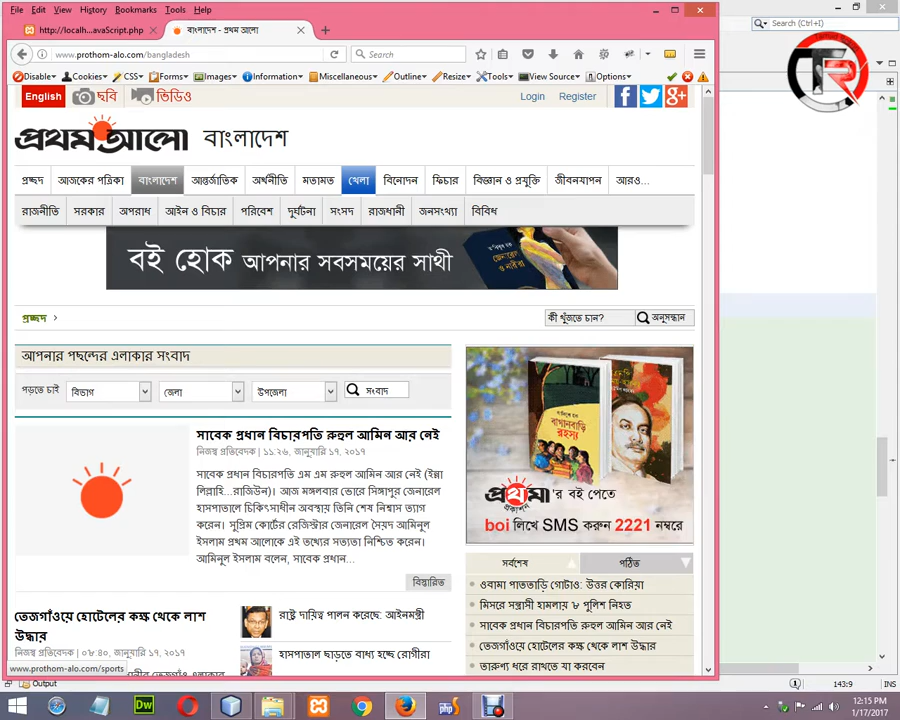 File Edit View History Bookmarks Tools Help
http://localh...avaScript.php
বাংলাদেশ - প্রথম আলো
www.prothom-alo.com/bangladesh
Search
Search (Ctrl+I)
Disable Cookies CSS Forms Images Information Miscellaneous Outline Resize Tools View Source Options
English ছবি ভিডিও
Login Register
প্রথম আলো বাংলাদেশ
প্রচ্ছদ আজকের পত্রিকা বাংলাদেশ আন্তর্জাতিক অর্থনীতি মতামত খেলা বিনোদন ফিচার বিজ্ঞান ও প্রযুক্তি জীবনযাপন আরও...
রাজনীতি সরকার অপরাধ আইন ও বিচার পরিবেশ দুর্ঘটনা সংসদ রাজধানী জনসংখ্যা বিবিধ
বই হোক আপনার সবসময়ের সাথী
প্রচ্ছদ ›
কী খুঁজতে চান? অনুসন্ধান
আপনার পছন্দের এলাকার সংবাদ
পড়তে চাই বিভাগ জেলা উপজেলা সংবাদ
সাবেক প্রধান বিচারপতি রুহুল আমিন আর নেই
নিজস্ব প্রতিবেদক | ১১:২৬, জানুয়ারি ১৭, ২০১৭
সাবেক প্রধান বিচারপতি এম এম রুহুল আমিন আর নেই (ইন্না
লিল্লাহি...রাজিউন)। আজ মঙ্গলবার ভোরে সিঙ্গাপুর জেনারেল
হাসপাতালে চিকিৎসাধীন অবস্থায় তিনি শেষ নিশ্বাস ত্যাগ
করেন। সুপ্রিম কোর্টের রেজিস্ট্রার জেনারেল সৈয়দ আমিনুল
ইসলাম প্রথম আলোকে এই তথ্যের সত্যতা নিশ্চিত করেন।
আমিনুল ইসলাম বলেন, সাবেক প্রধান...
বিস্তারিত
বাগানবাড়ি
রহস্য
প্রথমা'র বই পেতে
প্রকাশন
boi লিখে SMS করুন 2221 নম্বরে
সর্বশেষ পঠিত
ওবামা পাততাড়ি গোটাও: উত্তর কোরিয়া
মিসরে সন্ত্রাসী হামলায় ৮ পুলিশ নিহত
সাবেক প্রধান বিচারপতি রুহুল আমিন আর নেই
তেজগাঁওয়ে হোটেলের কক্ষ থেকে লাশ উদ্ধার
তারুণ্য ধরে রাখতে যা করবেন
তেজগাঁওয়ে হোটেলের কক্ষ থেকে লাশ
উদ্ধার
নিজস্ব প্রতিবেদক | ০৮:৪০, জানুয়ারি ১৭, ২০১৭
রাষ্ট্র দায়িত্ব পালন করেছে: আইনমন্ত্রী
হাসপাতাল ছাড়তে বাধ্য হচ্ছে রোগীরা
www.prothom-alo.com/sports
Output
143:9 INS
12:15 PM
1/17/2017